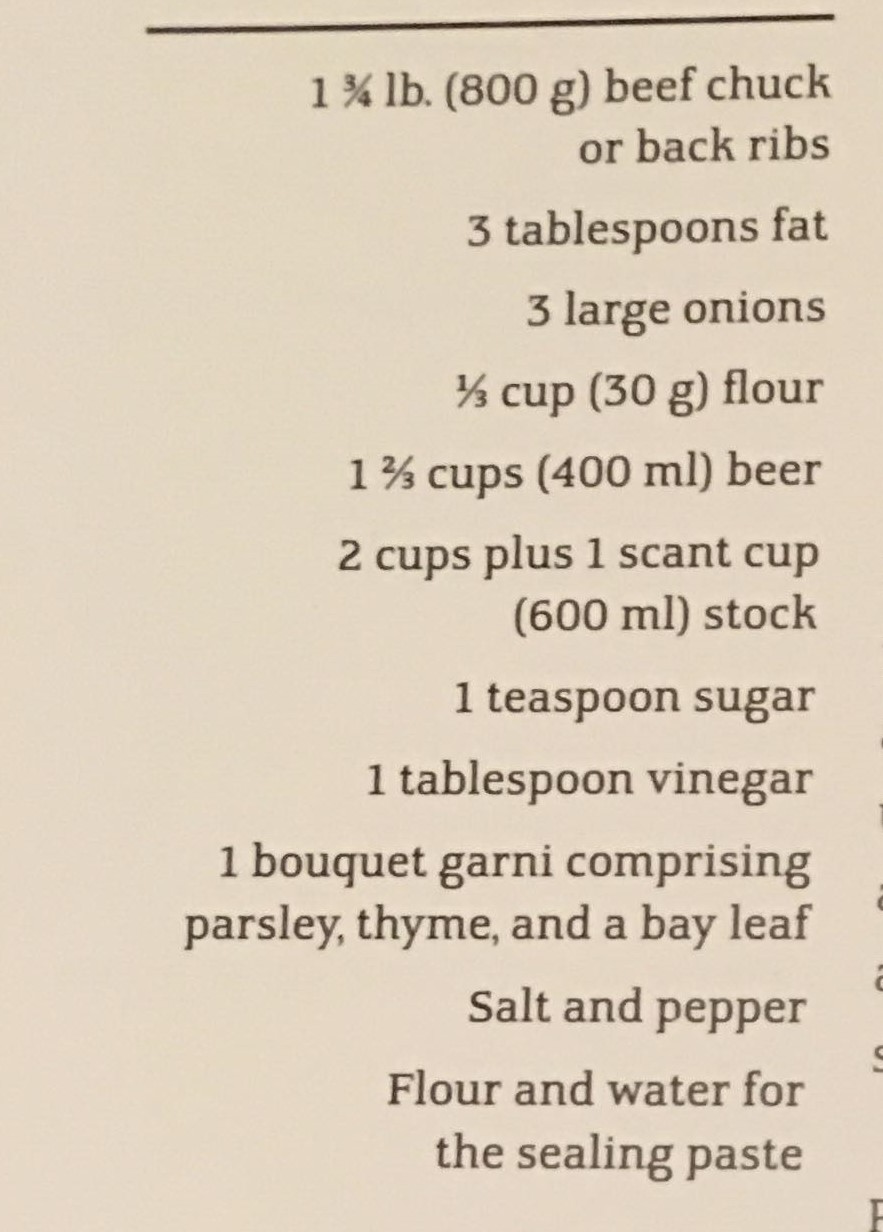 1 ¾ lb. (800 g) beef chuck
or back ribs
3 tablespoons fat
3 large onions
⅓ cup (30 g) flour
1 ⅔ cups (400 ml) beer
2 cups plus 1 scant cup
(600 ml) stock
1 teaspoon sugar
1 tablespoon vinegar
1 bouquet garni comprising
parsley, thyme, and a bay leaf
Salt and pepper
Flour and water for
the sealing paste